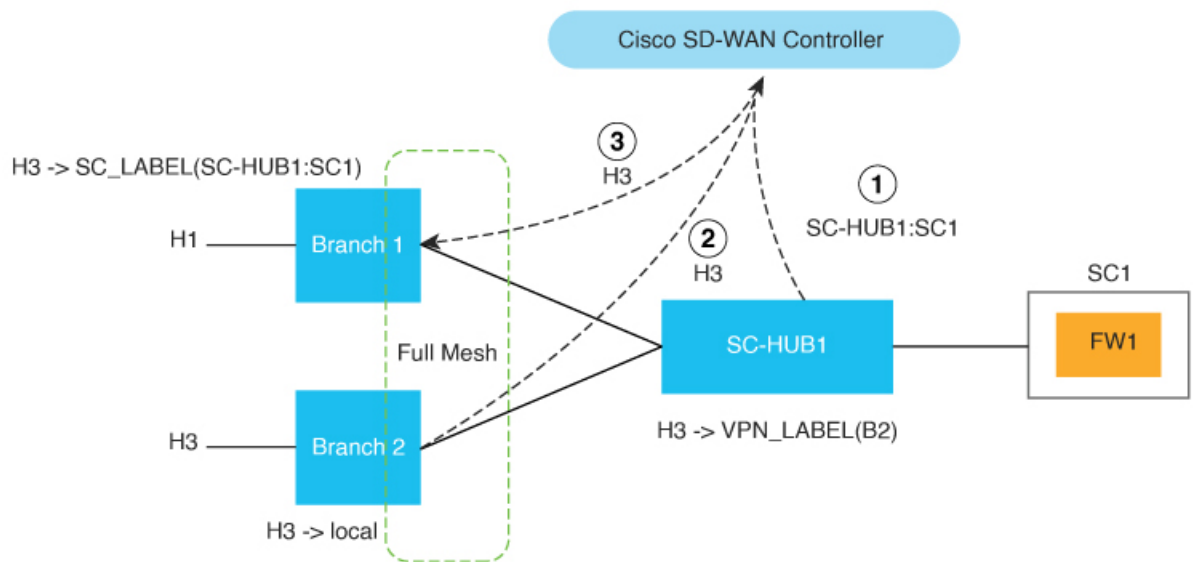 Cisco SD-WAN Controller
3
H3
H3 -> SC_LABEL(SC-HUB1:SC1)
1
SC-HUB1:SC1
H1
Branch 1
2
H3
SC1
Full Mesh
SC-HUB1
FW1
H3
Branch 2
H3 -> VPN_LABEL(B2)
H3 -> local